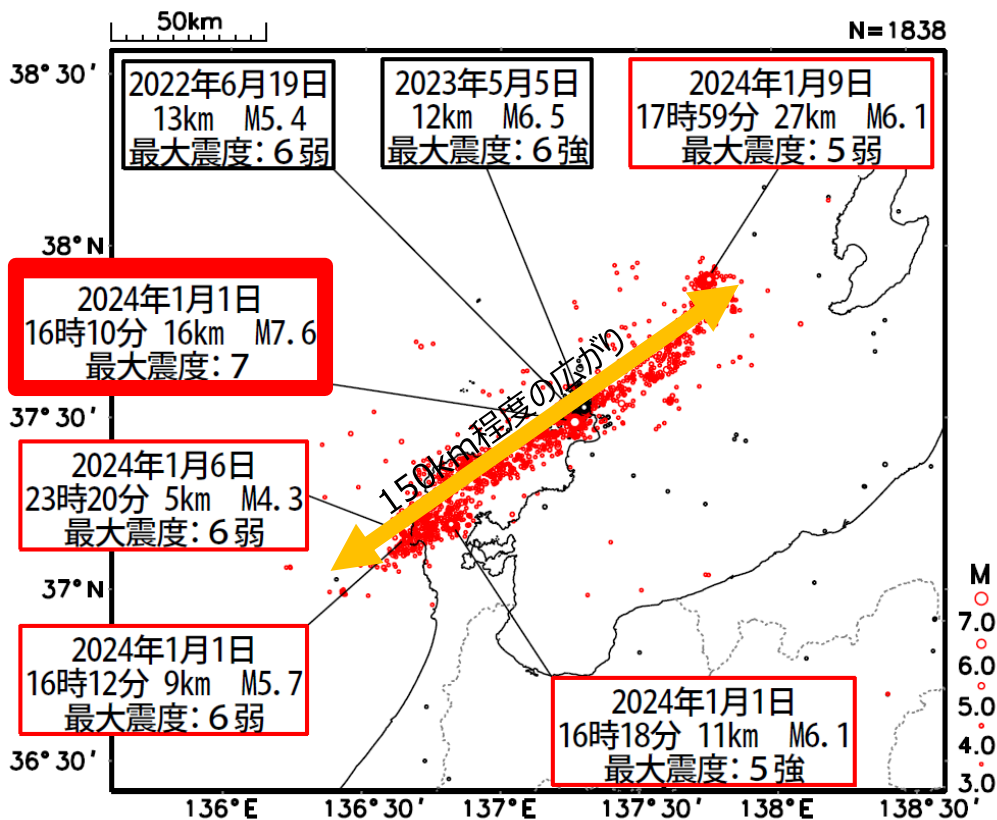 50km
N=1838
38°30′
2022年6月19日
13km M5.4
最大震度:6弱
2023年5月5日
12km M6.5
最大震度:6強
2024年1月9日
17時59分 27km M6.1
最大震度:5弱
38°N
2024年1月1日
16時10分 16km M7.6
最大震度:7
150km程度の広がり
37°30′
2024年1月6日
23時20分 5km M4.3
最大震度:6弱
37°N
2024年1月1日
16時12分 9km M5.7
最大震度:6弱
2024年1月1日
16時18分 11km M6.1
最大震度:5強
36°30′
M
7.0
6.0
5.0
4.0
3.0
136°E
136°30′
137°E
137°30′
138°E
138°30′